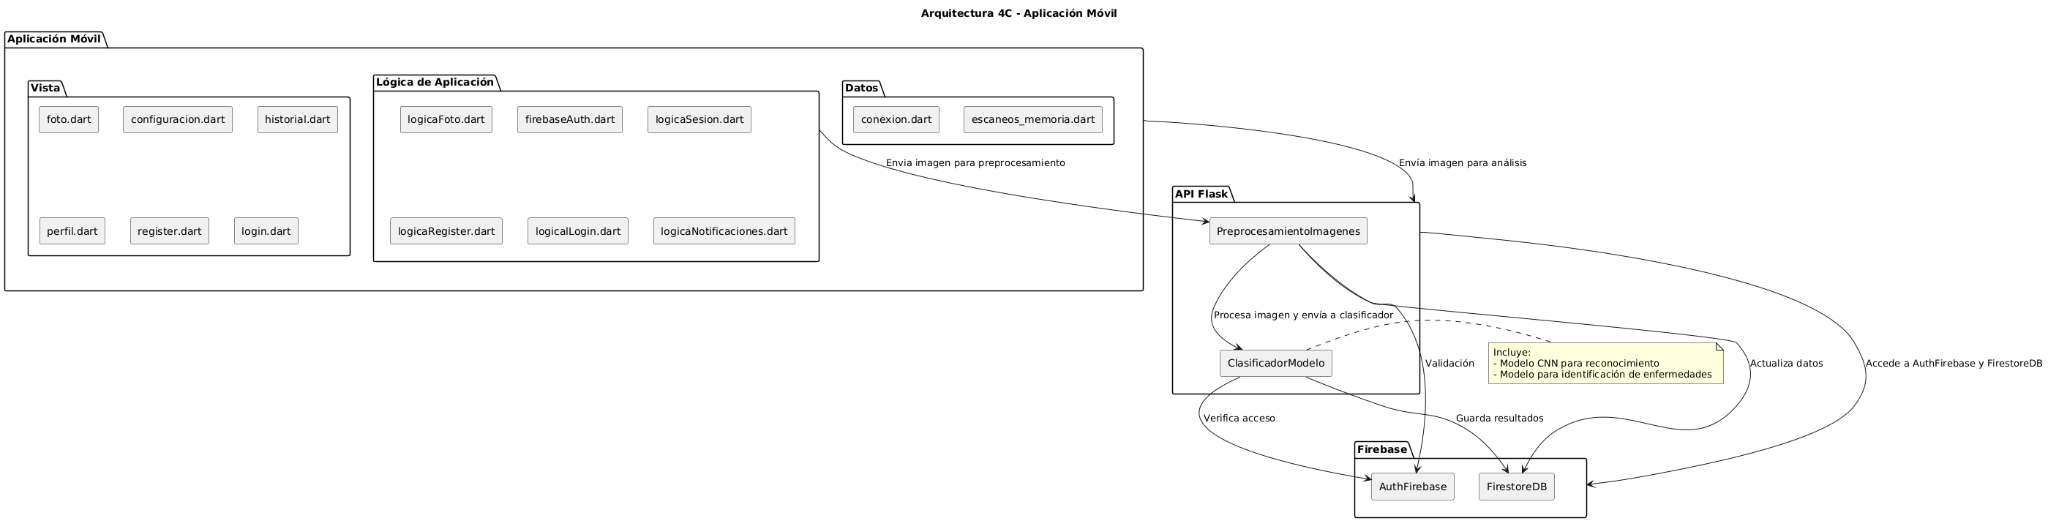 Arquitectura 4C - Aplicación Móvil
Aplicación Móvil
Vista
foto.dart
configuracion.dart
historial.dart
perfil.dart
register.dart
login.dart
Lógica de Aplicación
logicaFoto.dart
firebaseAuth.dart
logicaSesion.dart
logicaRegister.dart
logicalLogin.dart
logicaNotificaciones.dart
Datos
conexion.dart
escaneos_memoria.dart
Envia imagen para preprocesamiento
Envía imagen para análisis
API Flask
PreprocesamientoImagenes
Procesa imagen y envía a clasificador
ClasificadorModelo
Incluye:
- Modelo CNN para reconocimiento
- Modelo para identificación de enfermedades
Validación
Actualiza datos
Accede a AuthFirebase y FirestoreDB
Verifica acceso
Guarda resultados
Firebase
AuthFirebase
FirestoreDB